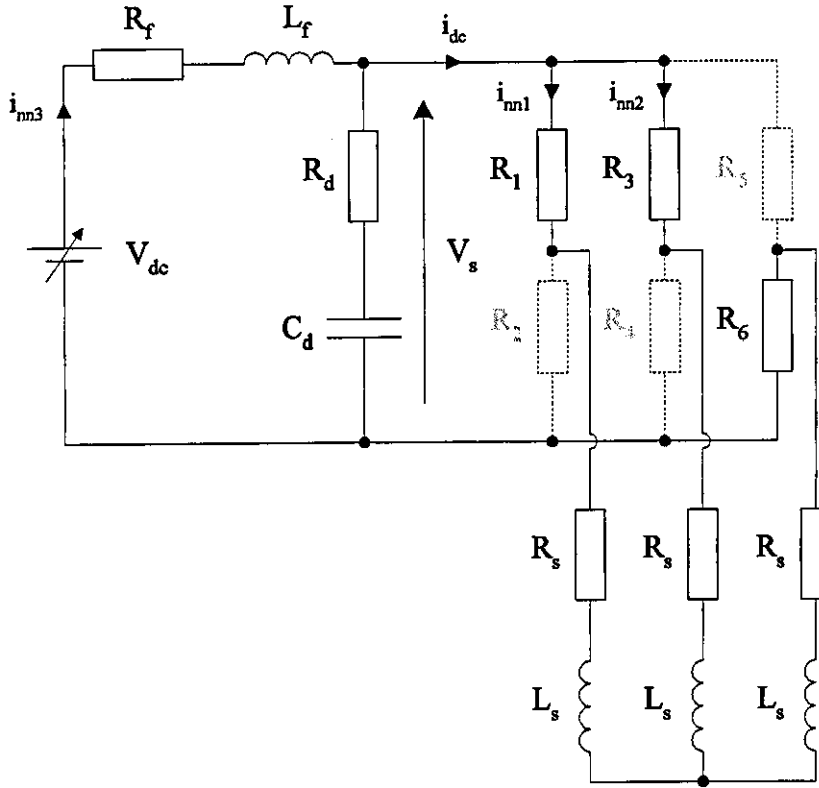 R_f
L_f
i_dc
i_nn3
i_nn1
i_nn2
R_d
R_1
R_3
R_5
V_dc
V_s
C_d
R_4
R_6
R_s
R_s
R_s
L_s
L_s
L_s